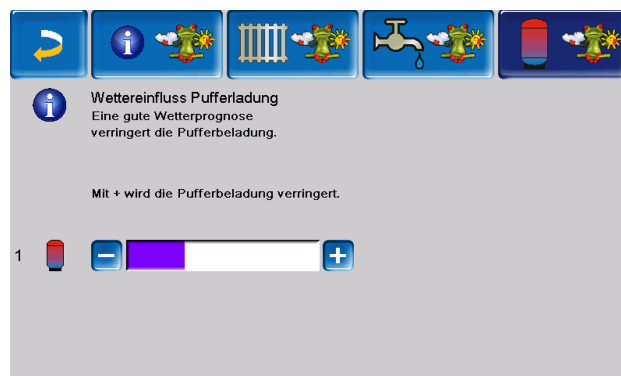 Wettereinfluss Pufferladung
Eine gute Wetterprognose
verringert die Pufferbeladung.
Mit + wird die Pufferbeladung verringert.
1